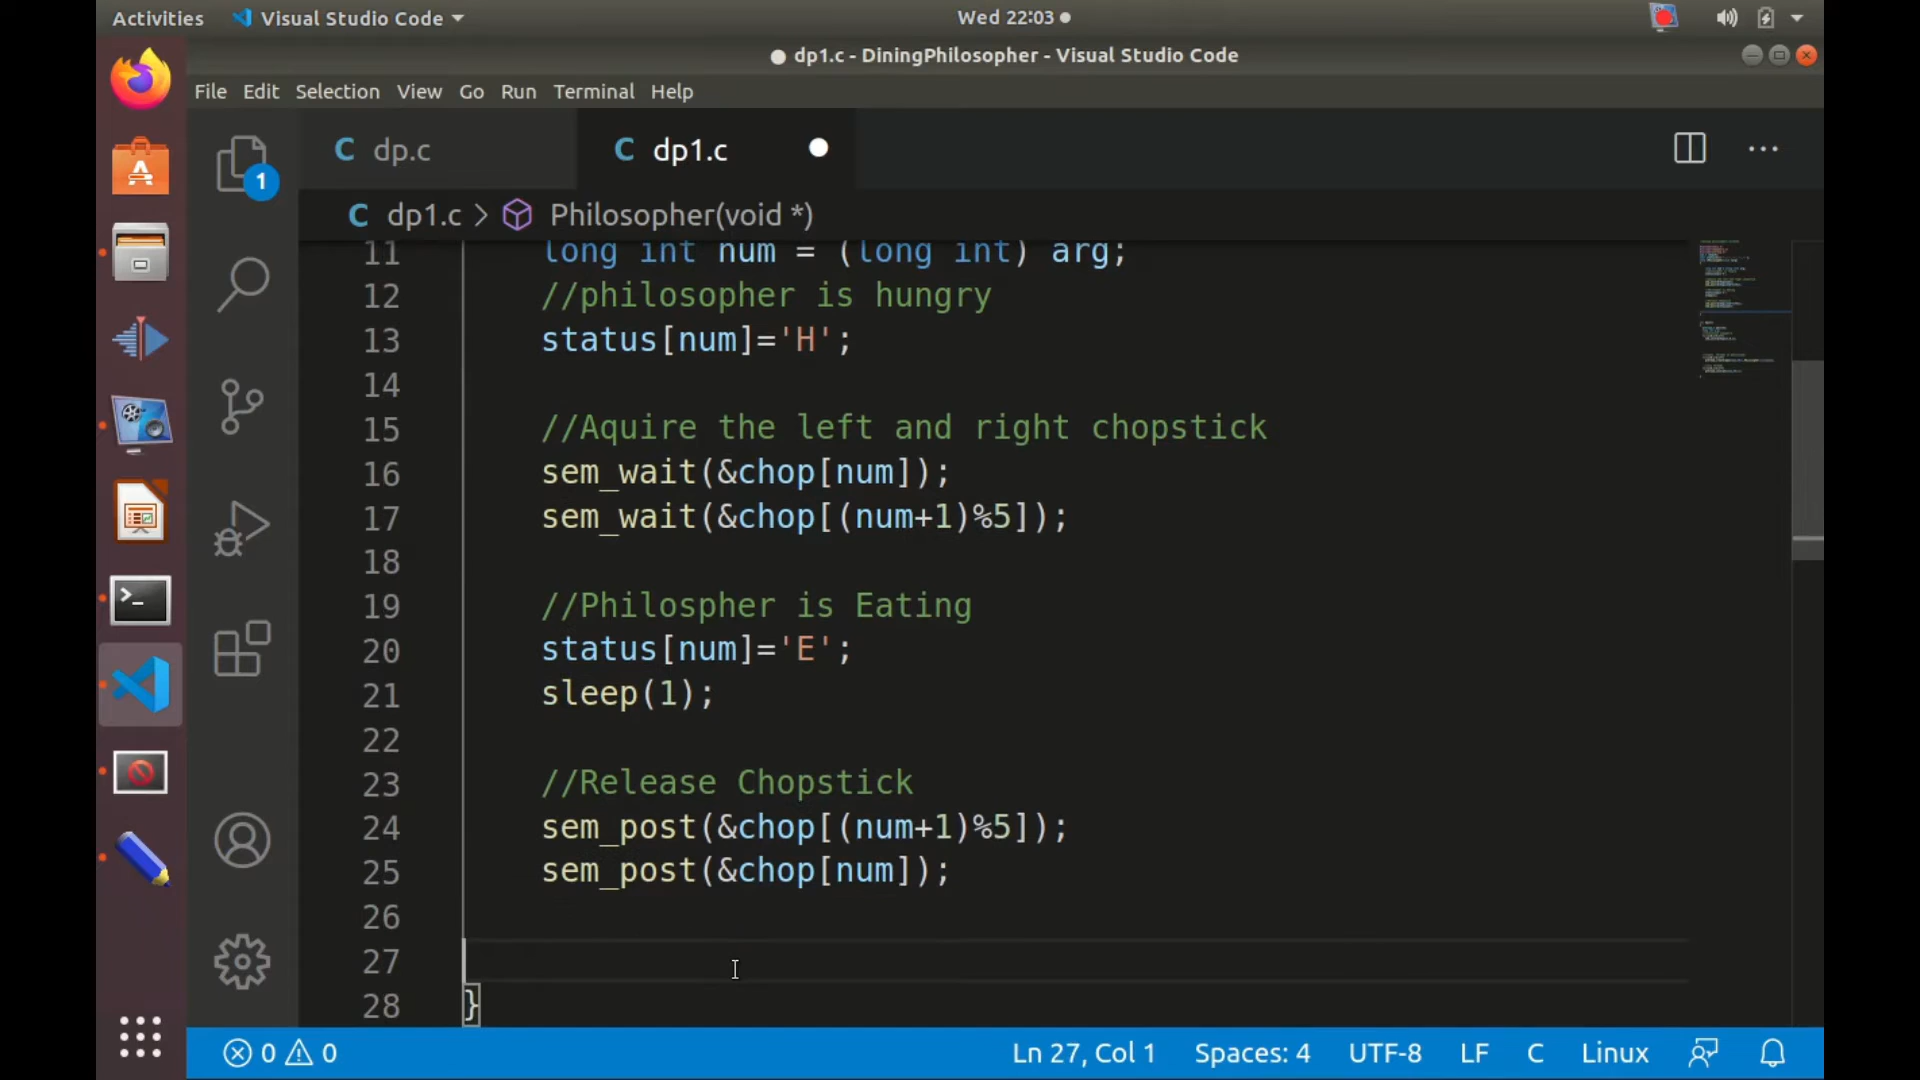 Activities Visual Studio Code Wed 22:03
dp1.c - DiningPhilosopher - Visual Studio Code
File Edit Selection View Go Run Terminal Help
1
C dp.c C dp1.c
C dp1.c > Philosopher(void *)
11 long int num = (long int) arg;
12 //philosopher is hungry
13 status[num]='H';
14
15 //Aquire the left and right chopstick
16 sem_wait(&chop[num]);
17 sem_wait(&chop[(num+1)%5]);
18
19 //Philospher is Eating
20 status[num]='E';
21 sleep(1);
22
23 //Release Chopstick
24 sem_post(&chop[(num+1)%5]);
25 sem_post(&chop[num]);
26
27
28 }
0 0 Ln 27, Col 1 Spaces: 4 UTF-8 LF C Linux